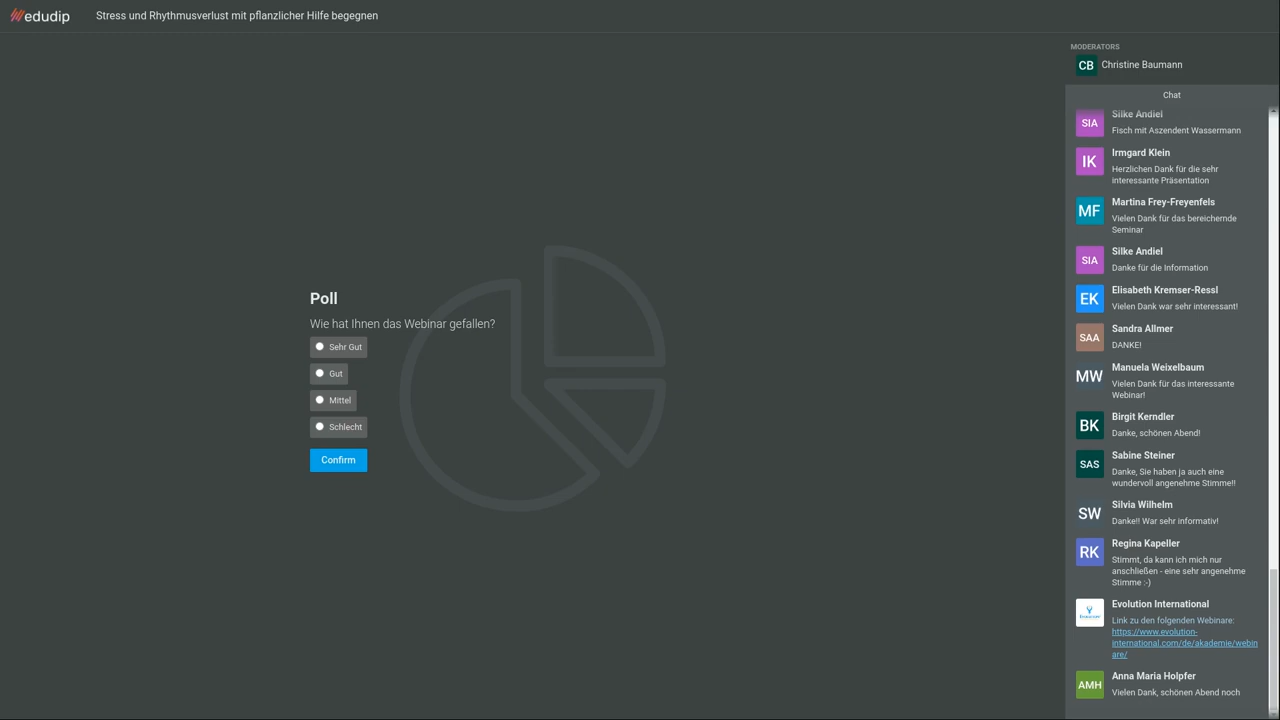 edudip
Stress und Rhythmusverlust mit pflanzlicher Hilfe begegnen
Poll
Wie hat Ihnen das Webinar gefallen?
Sehr Gut
Gut
Mittel
Schlecht
Confirm
MODERATORS
CB
Christine Baumann
Chat
Silke Andiel
SIA
Fisch mit Aszendent Wassermann
Irmgard Klein
IK
Herzlichen Dank für die sehr
interessante Präsentation
Martina Frey-Freyenfels
MF
Vielen Dank für das bereichernde
Seminar
Silke Andiel
SIA
Danke für die Information
Elisabeth Kremser-Ressl
EK
Vielen Dank war sehr interessant!
Sandra Allmer
SAA
DANKE!
Manuela Weixelbaum
MW
Vielen Dank für das interessante
Webinar!
Birgit Kerndler
BK
Danke, schönen Abend!
Sabine Steiner
SAS
Danke, Sie haben ja auch eine
wundervoll angenehme Stimme!!
Silvia Wilhelm
SW
Danke!! War sehr informativ!
Regina Kapeller
RK
Stimmt, da kann ich mich nur
anschließen - eine sehr angenehme
Stimme :-)
Evolution International
Link zu den folgenden Webinare:
https://www.evolution-
international.com/de/akademie/webin
are/
Anna Maria Holpfer
AMH
Vielen Dank, schönen Abend noch